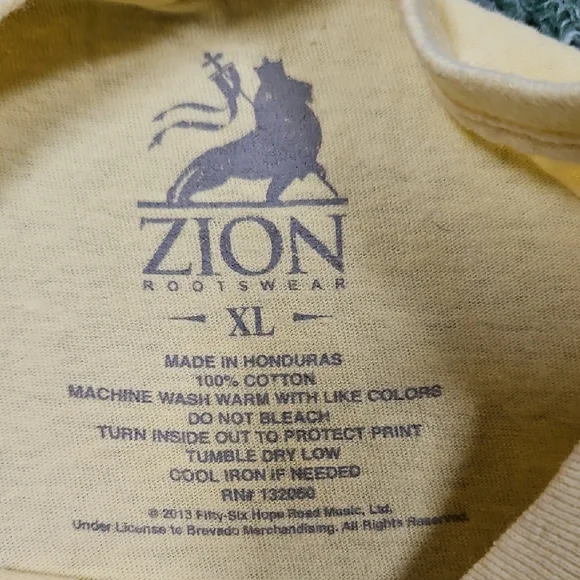 ZION
ROOTSWEAR
XL
MADE IN HONDURAS
100% COTTON
MACHINE WASH WARM WITH LIKE COLORS
DO NOT BLEACH
TURN INSIDE OUT TO PROTECT PRINT
TUMBLE DRY LOW
COOL IRON IF NEEDED
RN# 132060
© 2013 Fifty-Six Hope Road Music, Ltd.
Under License to Bravado Merchandising. All Rights Reserved.